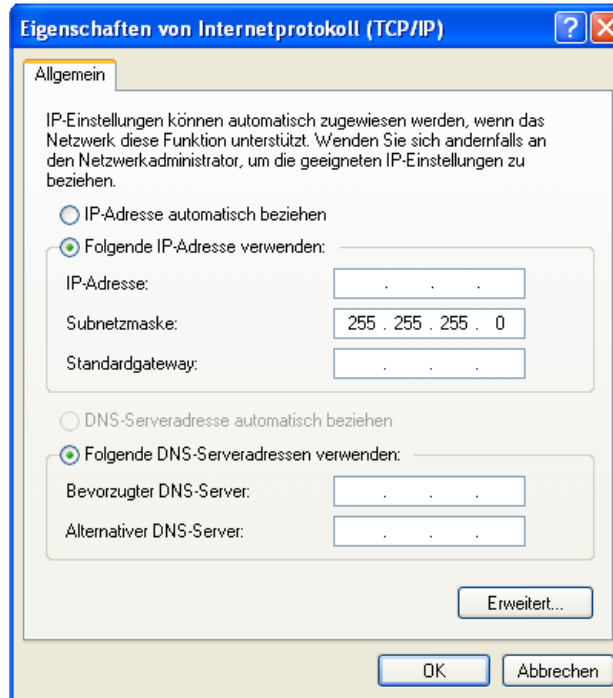 Eigenschaften von Internetprotokoll (TCP/IP)
Allgemein
IP-Einstellungen können automatisch zugewiesen werden, wenn das
Netzwerk diese Funktion unterstützt. Wenden Sie sich andernfalls an
den Netzwerkadministrator, um die geeigneten IP-Einstellungen zu
beziehen.
IP-Adresse automatisch beziehen
Folgende IP-Adresse verwenden:
IP-Adresse: . . .
Subnetzmaske: 255 . 255 . 255 . 0
Standardgateway: . . .
DNS-Serveradresse automatisch beziehen
Folgende DNS-Serveradressen verwenden:
Bevorzugter DNS-Server: . . .
Alternativer DNS-Server: . . .
Erweitert...
OK Abbrechen